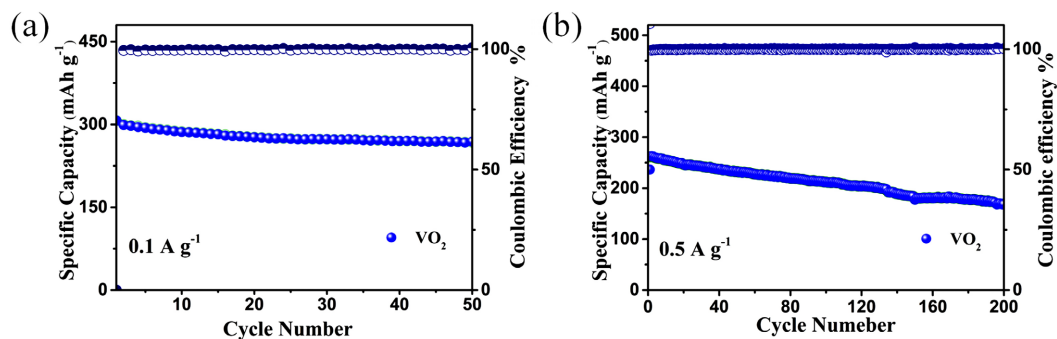 (a)
450
300
150
0
Specific Capacity (mAh g⁻¹)
10
20
30
40
50
Cycle Number
100
50
0
Coulombic Efficiency %
VO₂
0.1 A g⁻¹
(b)
500
400
300
200
100
0
Specific Capacity (mAh g⁻¹)
0
40
80
120
160
200
Cycle Numeber
100
50
0
Coulombic efficiency %
VO₂
0.5 A g⁻¹